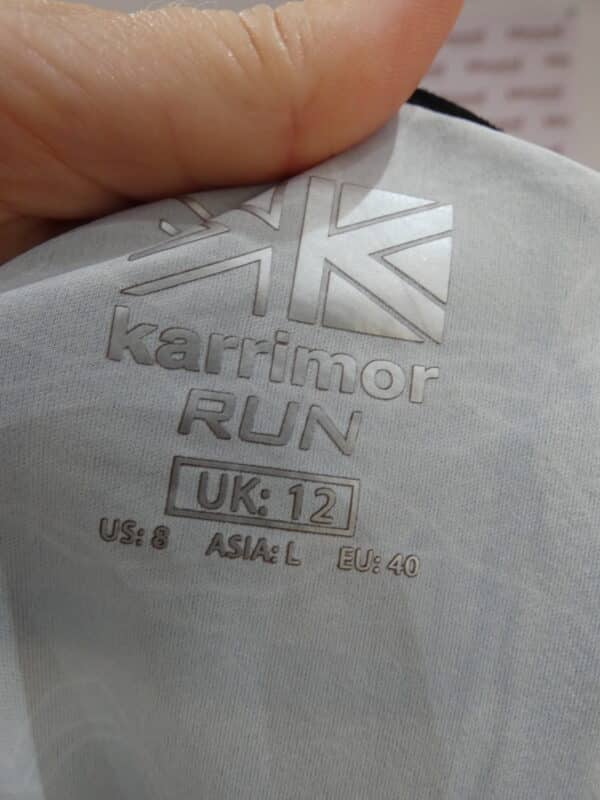 karrimor
RUN
UK: 12
US: 8 ASIA: L EU: 40